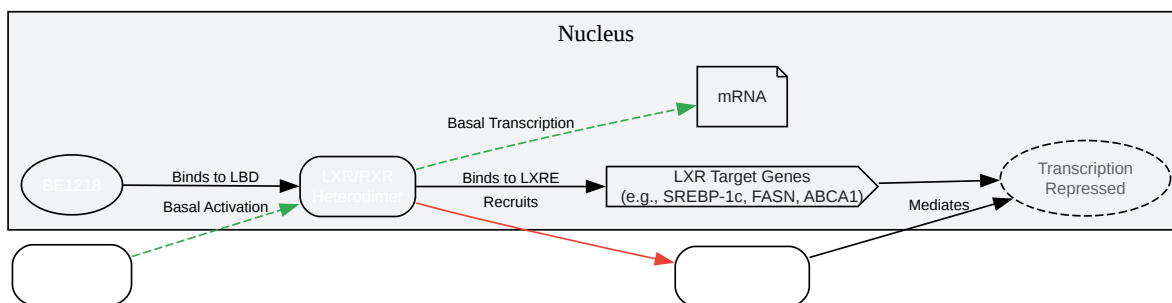 Nucleus
mRNA
Basal Transcription
BE1218
Binds to LBD
LXR/RXR
Heterodimer
Binds to LXRE
Recruits
LXR Target Genes
(e.g., SREBP-1c, FASN, ABCA1)
Transcription
Repressed
Basal Activation
Mediates